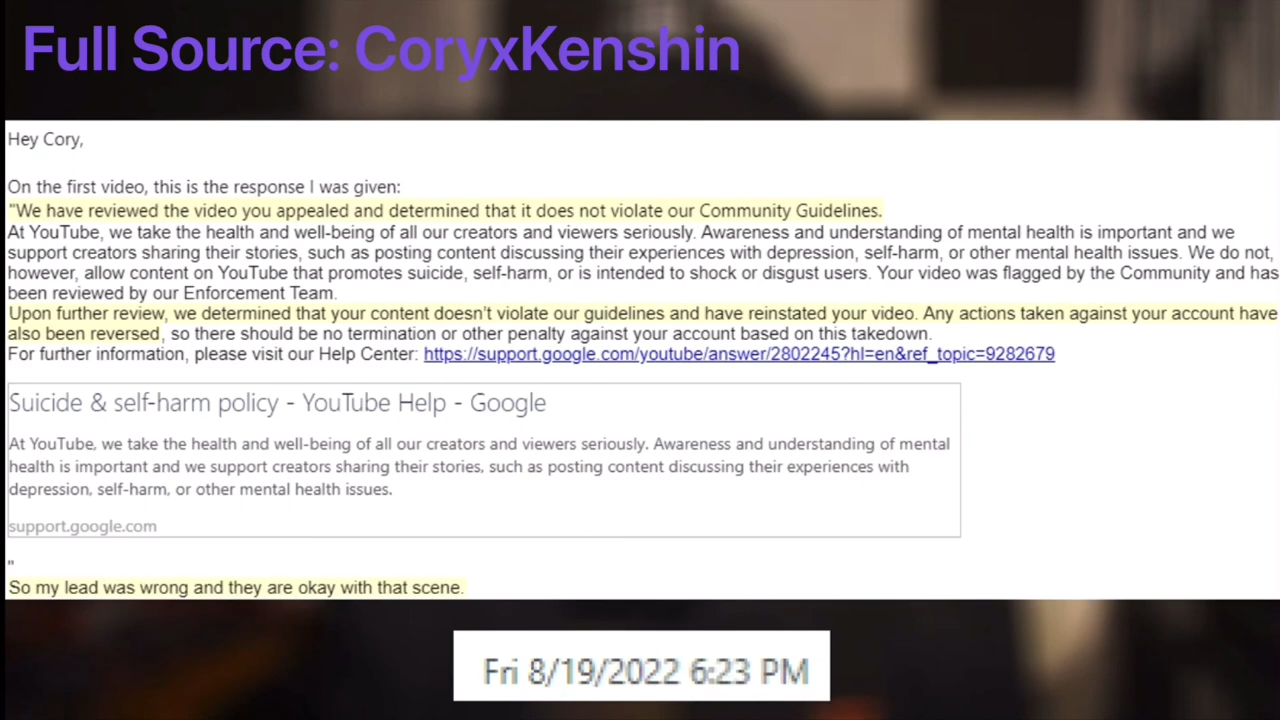 Full Source: CoryxKenshin
Hey Cory,
On the first video, this is the response I was given:
"We have reviewed the video you appealed and determined that it does not violate our Community Guidelines.
At YouTube, we take the health and well-being of all our creators and viewers seriously. Awareness and understanding of mental health is important and we
support creators sharing their stories, such as posting content discussing their experiences with depression, self-harm, or other mental health issues. We do not,
however, allow content on YouTube that promotes suicide, self-harm, or is intended to shock or disgust users. Your video was flagged by the Community and has
been reviewed by our Enforcement Team.
Upon further review, we determined that your content doesn't violate our guidelines and have reinstated your video. Any actions taken against your account have
also been reversed, so there should be no termination or other penalty against your account based on this takedown.
For further information, please visit our Help Center: https://support.google.com/youtube/answer/2802245?hl=en&ref_topic=9282679
Suicide & self-harm policy - YouTube Help - Google
At YouTube, we take the health and well-being of all our creators and viewers seriously. Awareness and understanding of mental
health is important and we support creators sharing their stories, such as posting content discussing their experiences with
depression, self-harm, or other mental health issues.
support.google.com
"
So my lead was wrong and they are okay with that scene.
Fri 8/19/2022 6:23 PM